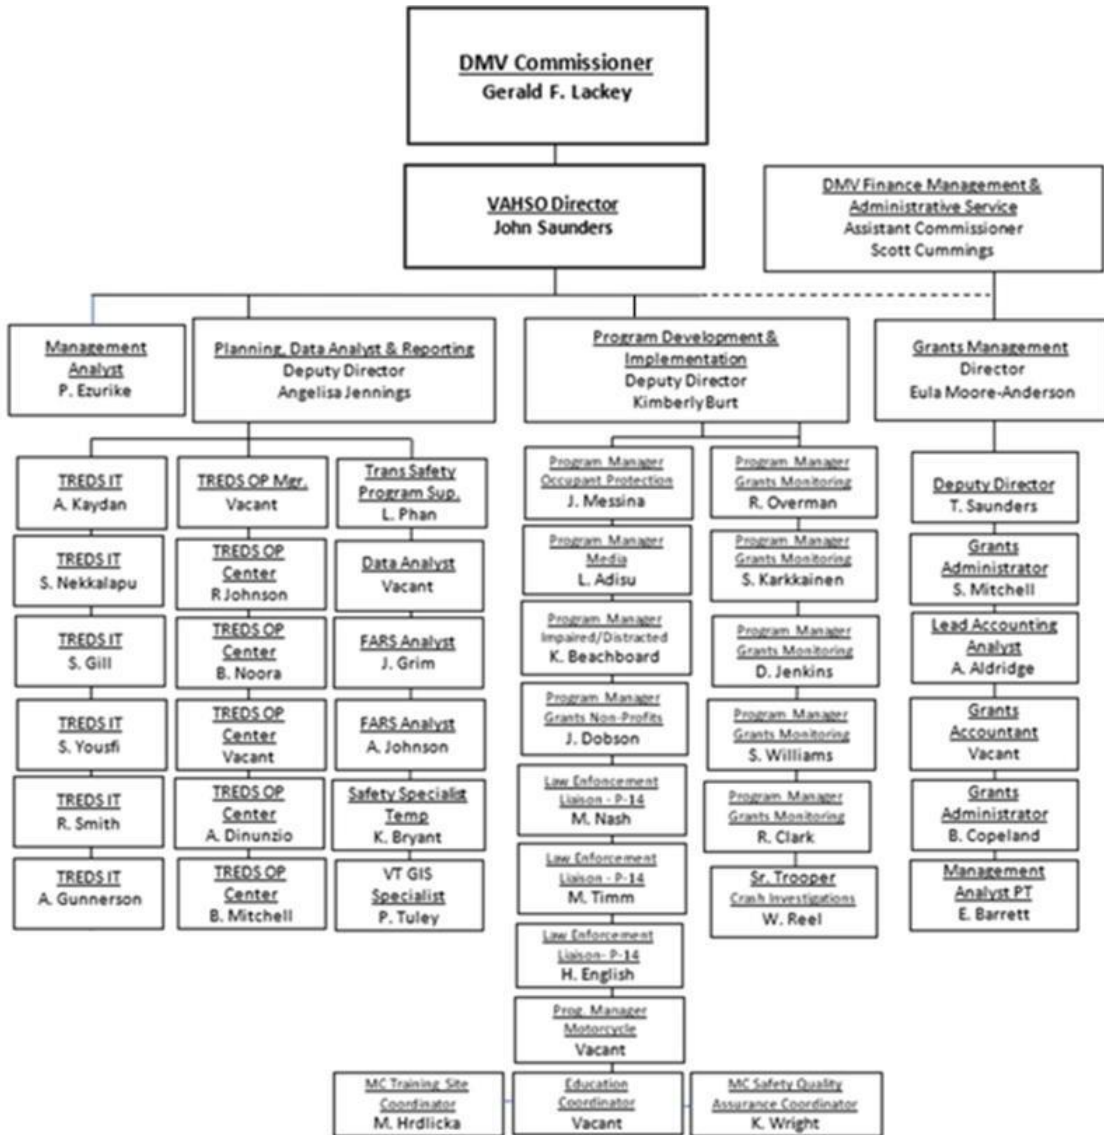 DMV Commissioner
Gerald F. Lackey
VAHSO Director
John Saunders
DMV Finance Management &
Administrative Service
Assistant Commissioner
Scott Cummings
Management
Analyst
P. Ezurike
Planning, Data Analyst & Reporting
Deputy Director
Angelisa Jennings
Program Development &
Implementation
Deputy Director
Kimberly Burt
Grants Management
Director
Eula Moore-Anderson
TREDS IT
A. Kaydan
TREDS IT
S. Nekkalapu
TREDS IT
S. Gill
TREDS IT
S. Yousfi
TREDS IT
R. Smith
TREDS IT
A. Gunnerson
TREDS OP Mgr.
Vacant
TREDS OP
Center
R Johnson
TREDS OP
Center
B. Noora
TREDS OP
Center
Vacant
TREDS OP
Center
A. Dinunzio
TREDS OP
Center
B. Mitchell
Trans Safety
Program Sup.
L. Phan
Data Analyst
Vacant
FARS Analyst
J. Grim
FARS Analyst
A. Johnson
Safety Specialist
Temp
K. Bryant
VT GIS
Specialist
P. Tuley
Program Manager
Occupant Protection
J. Messina
Program Manager
Media
L. Adisu
Program Manager
Impaired/Distracted
K. Beachboard
Program Manager
Grants Non-Profits
J. Dobson
Law Enfoncement
Liaison - P-14
M. Nash
Law Enforcement
Liaison - P-14
M. Timm
Law Enforcement
Liaison- P-14
H. English
Prog. Manager
Motorcycle
Vacant
Program Manager
Grants Monitoring
R. Overman
Program Manager
Grants Monitoring
S. Karkkainen
Program Manager
Grants Monitoring
D. Jenkins
Program Manager
Grants Monitoring
S. Williams
Program Manager
Grants Monitoring
R. Clark
Sr. Trooper
Crash Investigations
W. Reel
Deputy Director
T. Saunders
Grants
Administrator
S. Mitchell
Lead Accounting
Analyst
A. Aldridge
Grants
Accountant
Vacant
Grants
Administrator
B. Copeland
Management
Analyst PT
E. Barrett
MC Training Site
Coordinator
M. Hrdlicka
Education
Coordinator
Vacant
MC Safety Quality
Assurance Coordinator
K. Wright